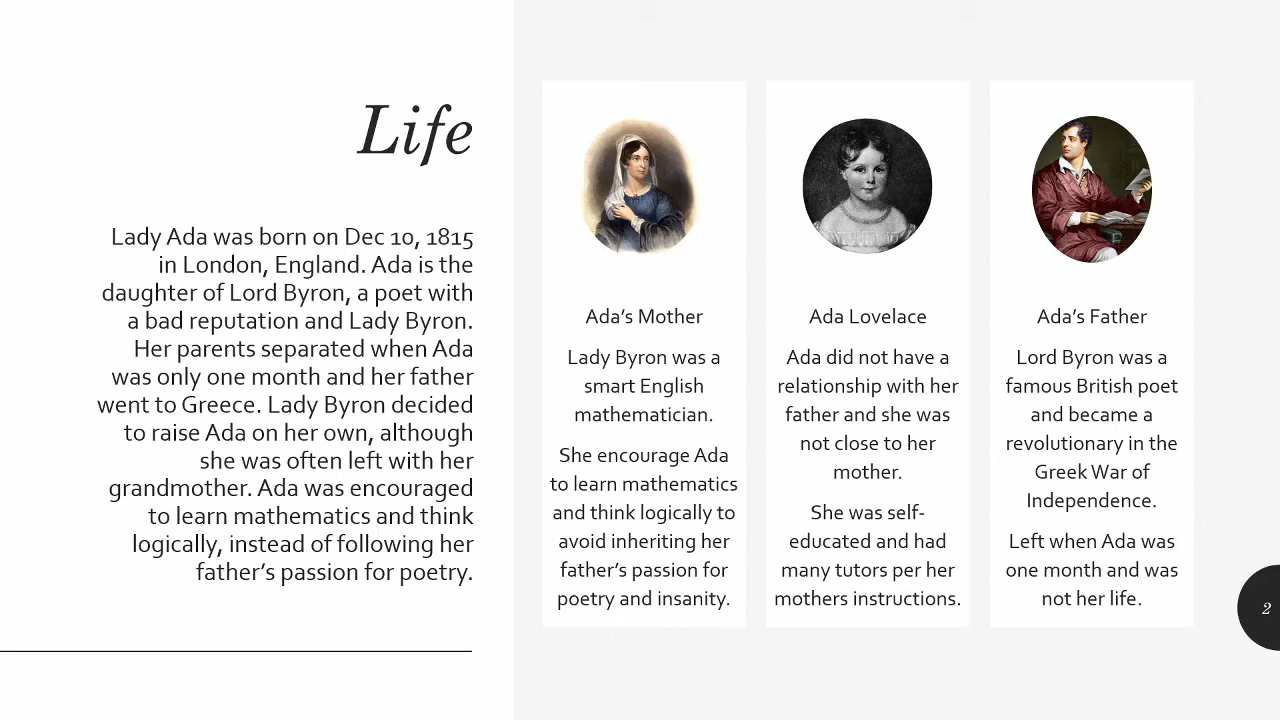 Life
Lady Ada was born on Dec 10, 1815
in London, England. Ada is the
daughter of Lord Byron, a poet with
a bad reputation and Lady Byron.
Her parents separated when Ada
was only one month and her father
went to Greece. Lady Byron decided
to raise Ada on her own, although
she was often left with her
grandmother. Ada was encouraged
to learn mathematics and think
logically, instead of following her
father's passion for poetry.
Ada's Mother
Lady Byron was a
smart English
mathematician.
She encourage Ada
to learn mathematics
and think logically to
avoid inheriting her
father's passion for
poetry and insanity.
Ada Lovelace
Ada did not have a
relationship with her
father and she was
not close to her
mother.
She was self-
educated and had
many tutors per her
mothers instructions.
Ada's Father
Lord Byron was a
famous British poet
and became a
revolutionary in the
Greek War of
Independence.
Left when Ada was
one month and was
not her life.
2